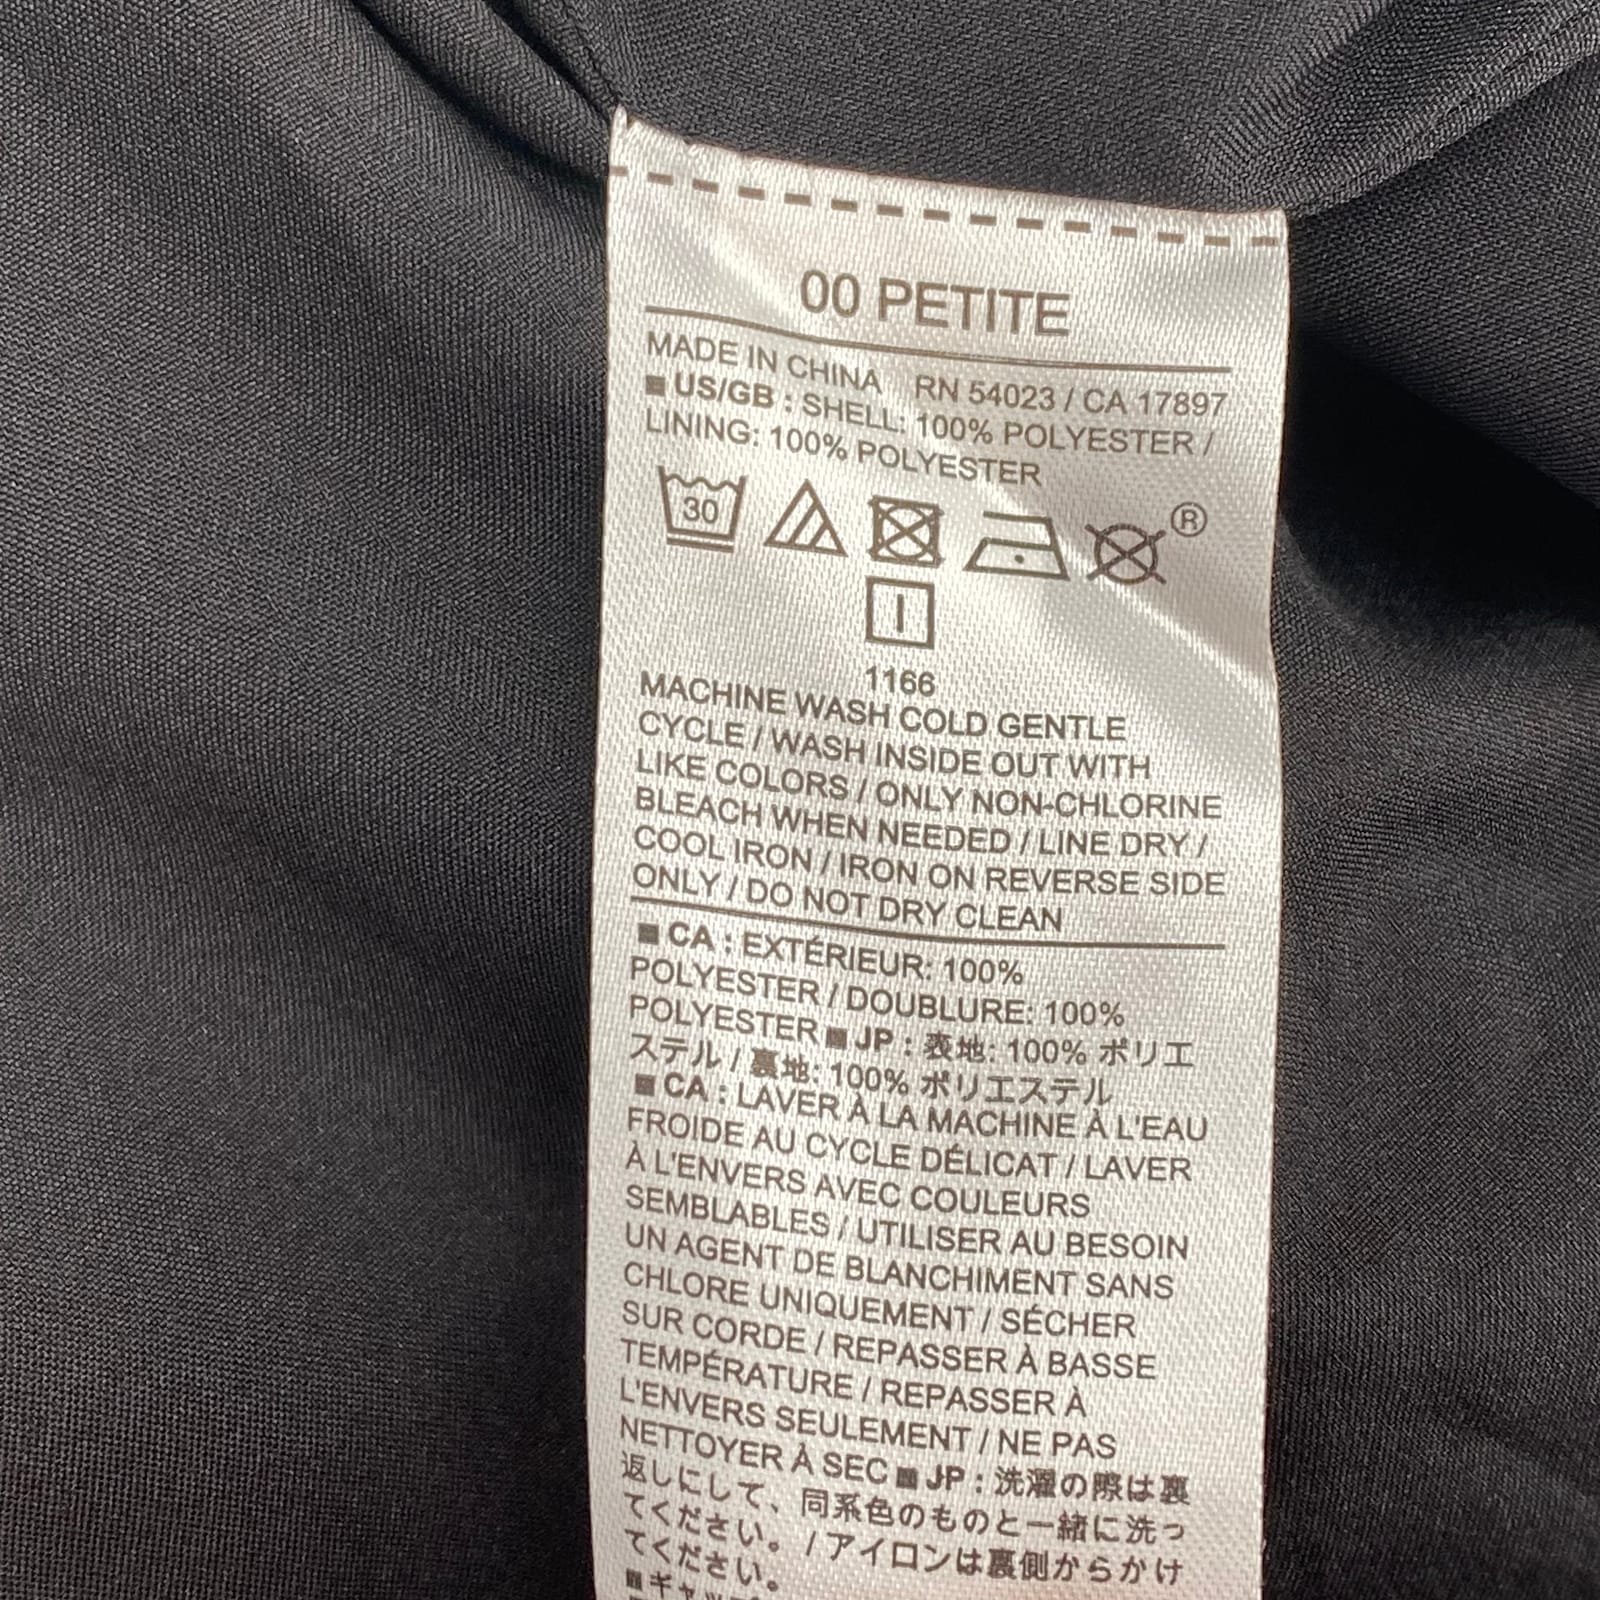 00 PETITE
MADE IN CHINA RN 54023 / CA 17897
■ US/GB : SHELL: 100% POLYESTER /
LINING: 100% POLYESTER
30
®
1166
MACHINE WASH COLD GENTLE
CYCLE / WASH INSIDE OUT WITH
LIKE COLORS / ONLY NON-CHLORINE
BLEACH WHEN NEEDED / LINE DRY /
COOL IRON / IRON ON REVERSE SIDE
ONLY / DO NOT DRY CLEAN
■ CA : EXTÉRIEUR: 100%
POLYESTER / DOUBLURE: 100%
POLYESTER ■ JP : 表地: 100% ポリエ
ステル / 裏地: 100% ポリエステル
■ CA : LAVER À LA MACHINE À L'EAU
FROIDE AU CYCLE DÉLICAT / LAVER
À L'ENVERS AVEC COULEURS
SEMBLABLES / UTILISER AU BESOIN
UN AGENT DE BLANCHIMENT SANS
CHLORE UNIQUEMENT / SÉCHER
SUR CORDE / REPASSER À BASSE
TEMPÉRATURE / REPASSER À
L'ENVERS SEULEMENT / NE PAS
NETTOYER À SEC ■ JP : 洗濯の際は裏
返しにして、同系色のものと一緒に洗っ
てください。 / アイロンは裏側からかけ
てください。
■ ギャップ